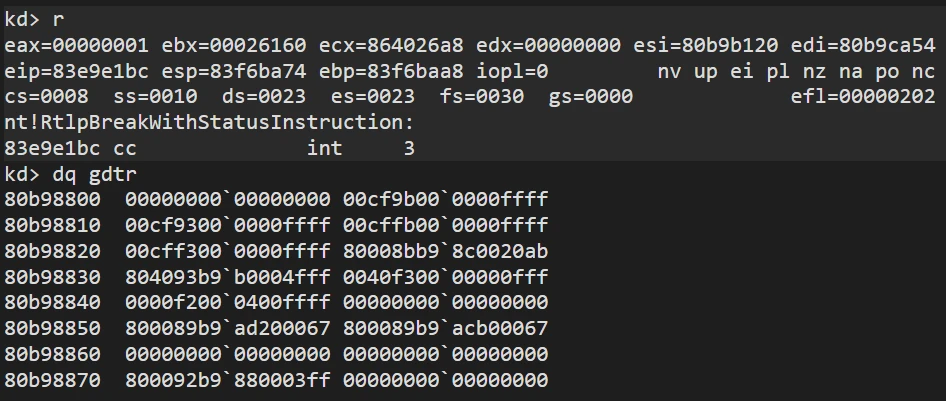 kd> r
eax=00000001 ebx=00026160 ecx=864026a8 edx=00000000 esi=80b9b120 edi=80b9ca54
eip=83e9e1bc esp=83f6ba74 ebp=83f6baa8 iopl=0         nv up ei pl nz na po nc
cs=0008  ss=0010  ds=0023  es=0023  fs=0030  gs=0000             efl=00000202
nt!RtlpBreakWithStatusInstruction:
83e9e1bc cc              int     3
kd> dq gdtr
80b98800  00000000`00000000 00cf9b00`0000ffff
80b98810  00cf9300`0000ffff 00cffb00`0000ffff
80b98820  00cff300`0000ffff 80008bb9`8c0020ab
80b98830  804093b9`b0004fff 0040f300`00000fff
80b98840  0000f200`0400ffff 00000000`00000000
80b98850  800089b9`ad200067 800089b9`acb00067
80b98860  00000000`00000000 00000000`00000000
80b98870  800092b9`880003ff 00000000`00000000